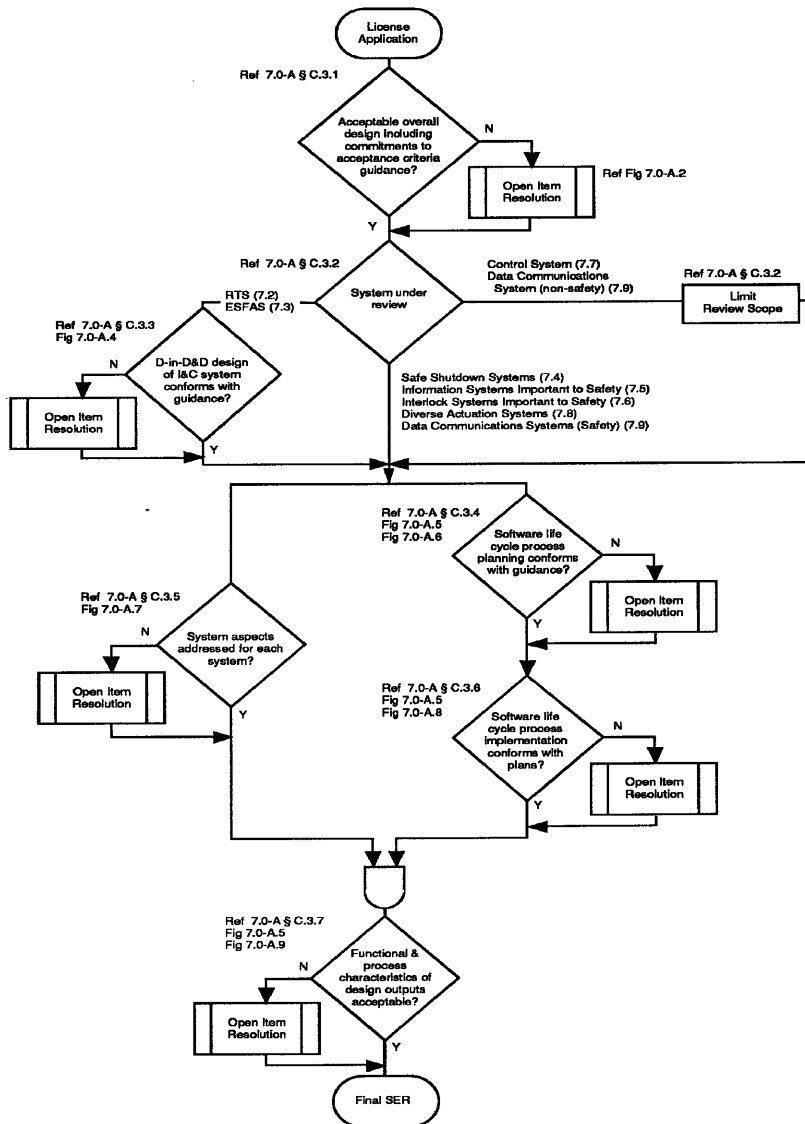 License
Application
Ref 7.0-A § C.3.1
Acceptable overall
design including
commitments to
acceptance criteria
guidance?
N
Open Item
Resolution
Ref Fig 7.0-A.2
Y
Ref 7.0-A § C.3.2
System under
review
Control System (7.7)
Data Communications
System (non-safety) (7.9)
Ref 7.0-A § C.3.2
Limit
Review Scope
RTS (7.2)
ESFAS (7.3)
Ref 7.0-A § C.3.3
Fig 7.0-A.4
D-in-D&D design
of I&C system
conforms with
guidance?
N
Open Item
Resolution
Y
Safe Shutdown Systems (7.4)
Information Systems Important to Safety (7.5)
Interlock Systems Important to Safety (7.6)
Diverse Actuation Systems (7.8)
Data Communications Systems (Safety) (7.9)
Ref 7.0-A § C.3.4
Fig 7.0-A.5
Fig 7.0-A.6
Software life
cycle process
planning conforms
with guidance?
N
Open Item
Resolution
Y
Ref 7.0-A § C.3.5
Fig 7.0-A.7
System aspects
addressed for each
system?
N
Open Item
Resolution
Y
Ref 7.0-A § C.3.6
Fig 7.0-A.5
Fig 7.0-A.8
Software life
cycle process
implementation
conforms with
plans?
N
Open Item
Resolution
Y
Ref 7.0-A § C.3.7
Fig 7.0-A.5
Fig 7.0-A.9
Functional &
process
characteristics of
design outputs
acceptable?
N
Open Item
Resolution
Y
Final SER